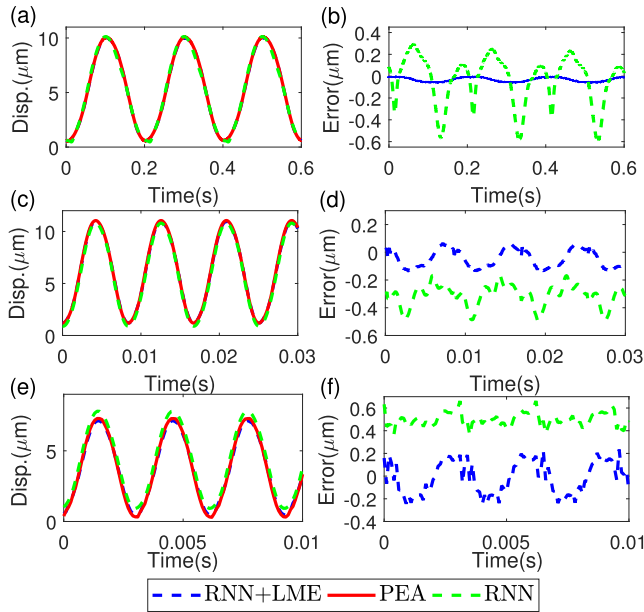 (a)
10
5
0
Disp.(μm)
0 0.2 0.4 0.6
Time(s)
(b)
0.4
0.2
0
-0.2
-0.4
-0.6
Error(μm)
0 0.2 0.4 0.6
Time(s)
(c)
10
5
0
Disp.(μm)
0 0.01 0.02 0.03
Time(s)
(d)
0.2
0
-0.2
-0.4
-0.6
Error(μm)
0 0.01 0.02 0.03
Time(s)
(e)
5
0
Disp.(μm)
0 0.005 0.01
Time(s)
(f)
0.6
0.4
0.2
0
-0.2
-0.4
Error(μm)
0 0.005 0.01
Time(s)
RNN+LME PEA RNN